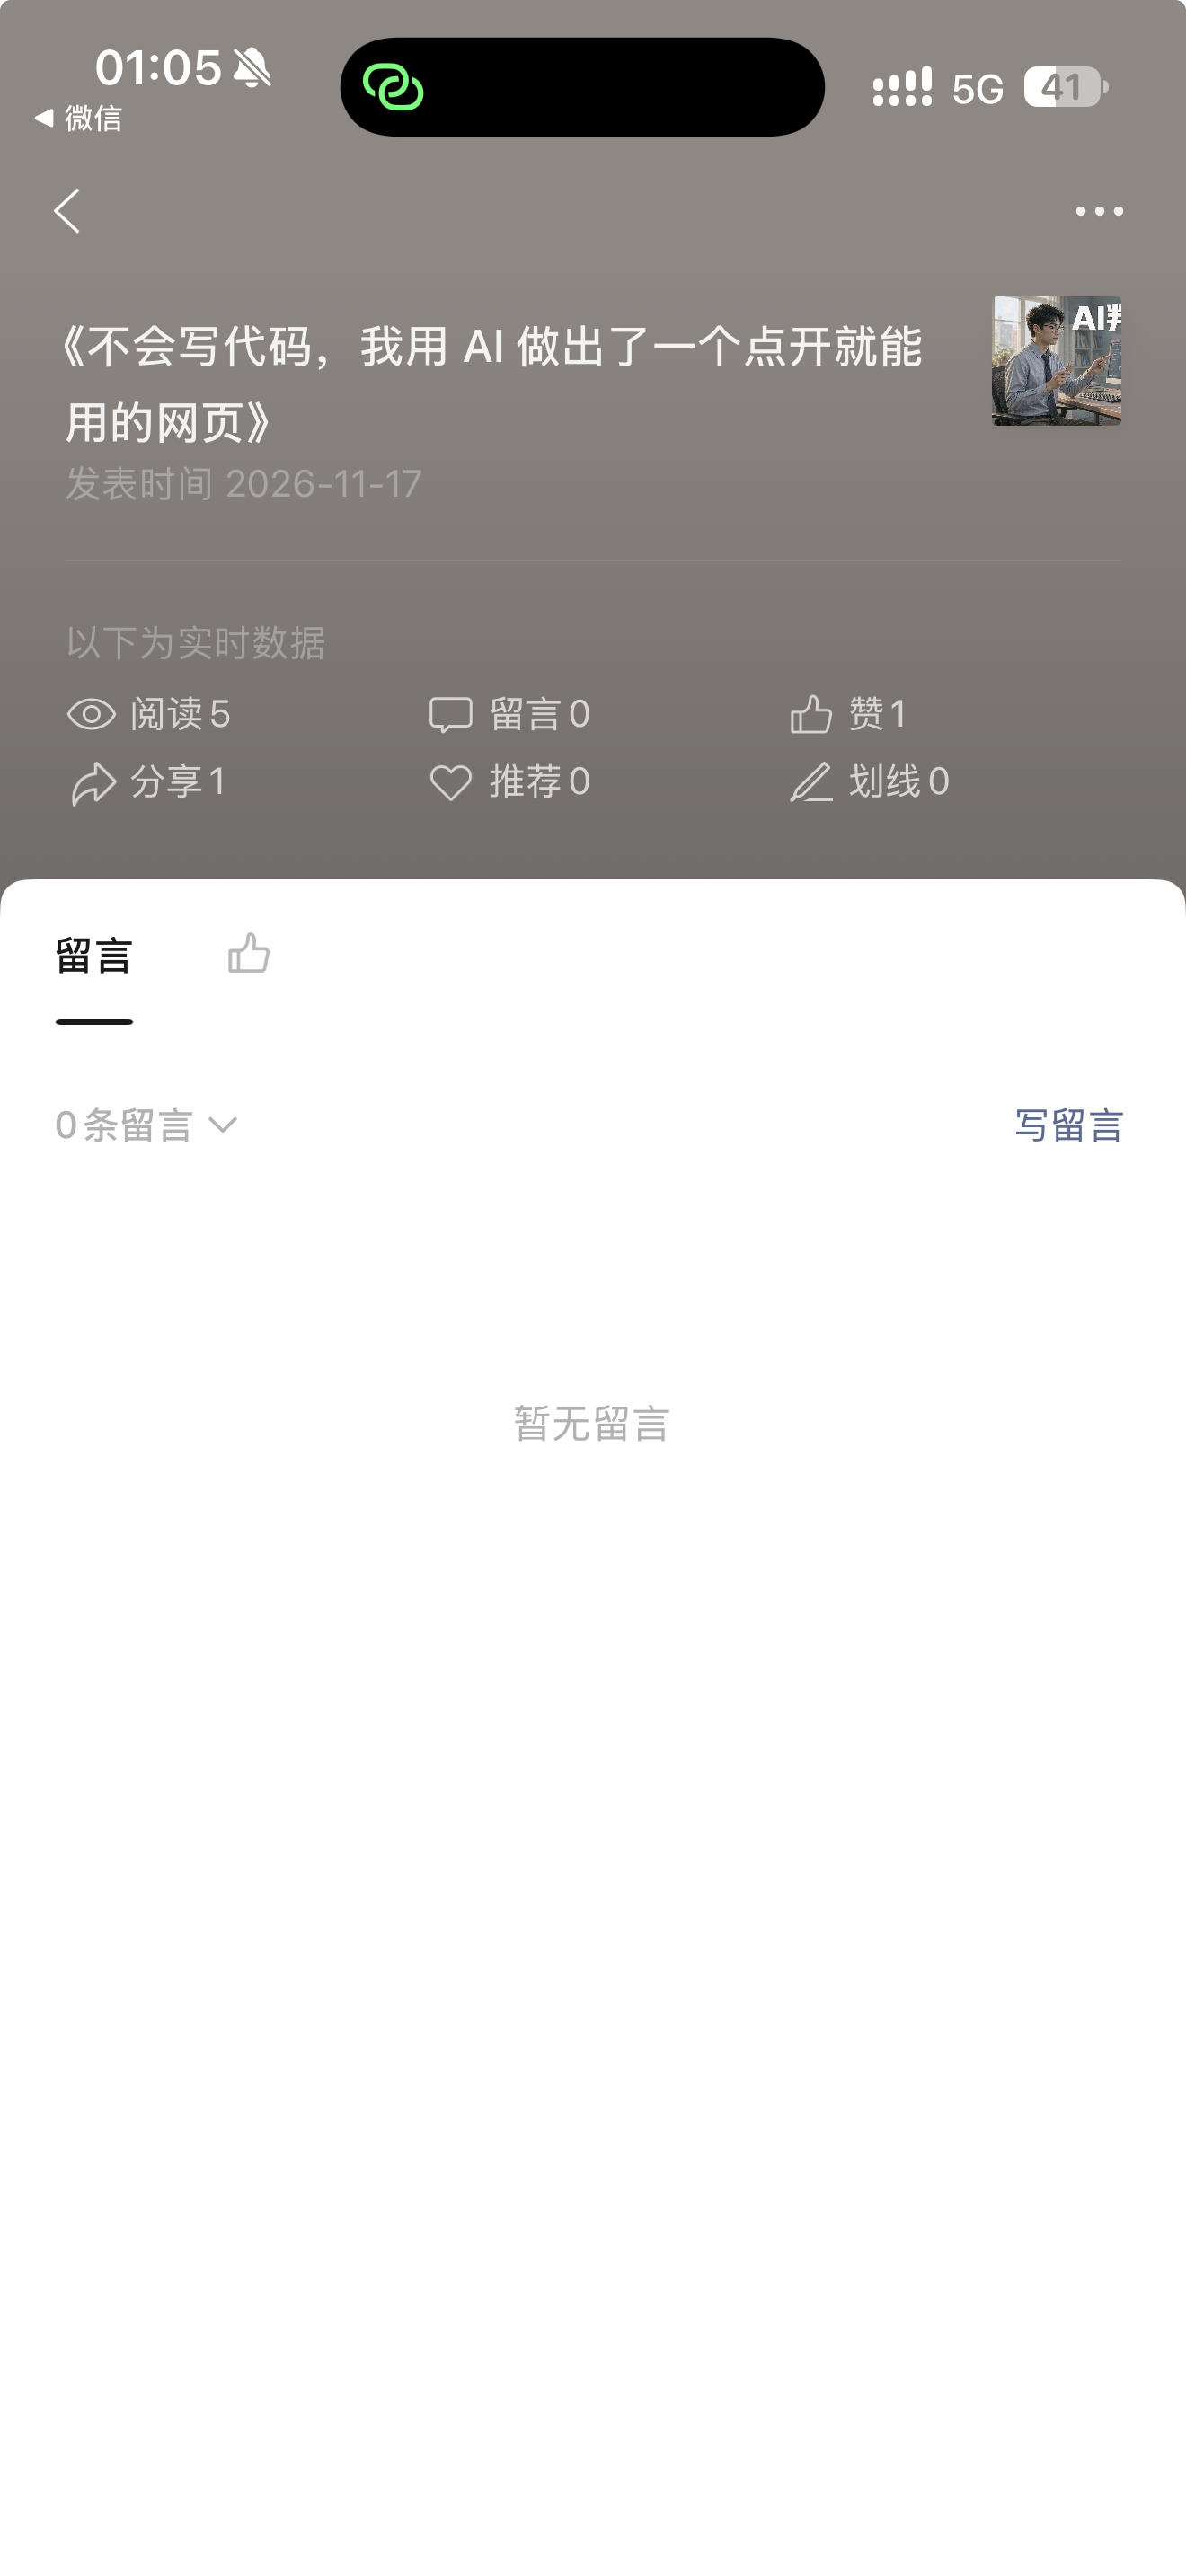 01:05
5G
41
微信
《不会写代码，我用 AI 做出了一个点开就能
用的网页》
AI
发表时间 2026-11-17
以下为实时数据
阅读 5
留言 0
赞 1
分享 1
推荐 0
划线 0
留言
0 条留言
写留言
暂无留言